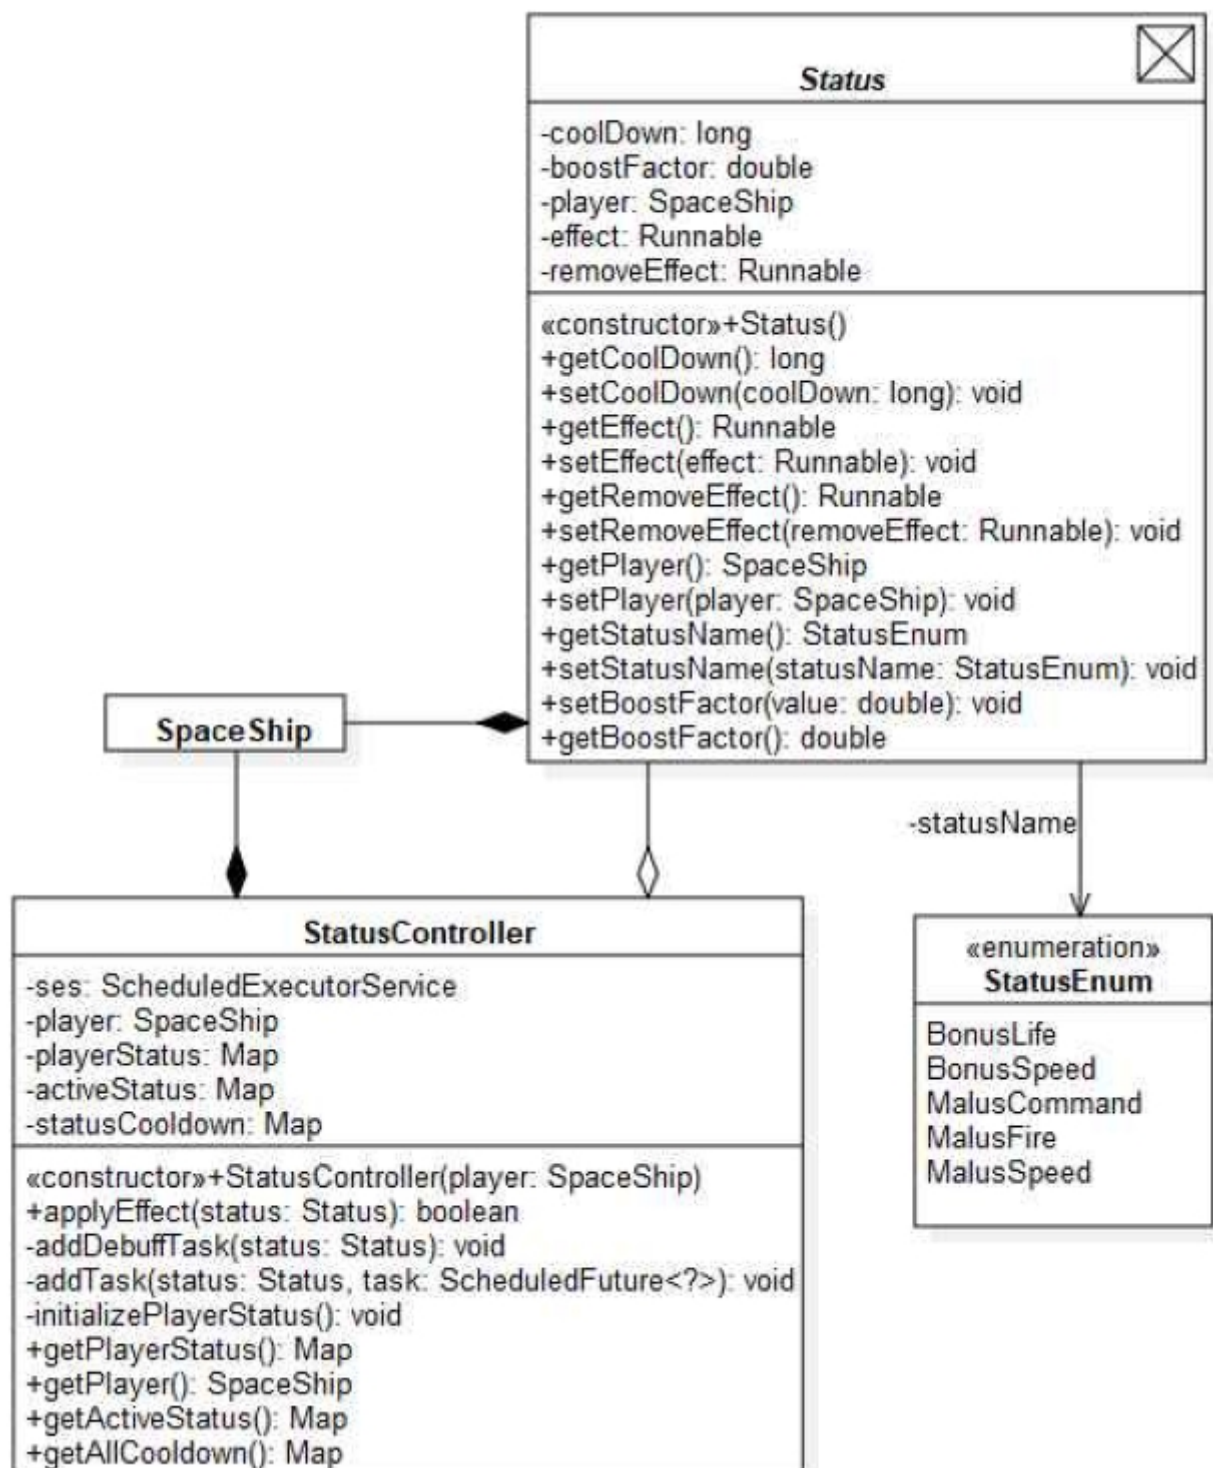 Status
-coolDown: long
-boostFactor: double
-player: SpaceShip
-effect: Runnable
-removeEffect: Runnable
«constructor»+Status()
+getCoolDown(): long
+setCoolDown(coolDown: long): void
+getEffect(): Runnable
+setEffect(effect: Runnable): void
+getRemoveEffect(): Runnable
+setRemoveEffect(removeEffect: Runnable): void
+getPlayer(): SpaceShip
+setPlayer(player: SpaceShip): void
+getStatusName(): StatusEnum
+setStatusName(statusName: StatusEnum): void
+setBoostFactor(value: double): void
+getBoostFactor(): double
SpaceShip
-statusName
StatusController
-ses: ScheduledExecutorService
-player: SpaceShip
-playerStatus: Map
-activeStatus: Map
-statusCooldown: Map
«constructor»+StatusController(player: SpaceShip)
+applyEffect(status: Status): boolean
-addDebuffTask(status: Status): void
-addTask(status: Status, task: ScheduledFuture<?>): void
-initializePlayerStatus(): void
+getPlayerStatus(): Map
+getPlayer(): SpaceShip
+getActiveStatus(): Map
+getAllCooldown(): Map
«enumeration»
StatusEnum
BonusLife
BonusSpeed
MalusCommand
MalusFire
MalusSpeed